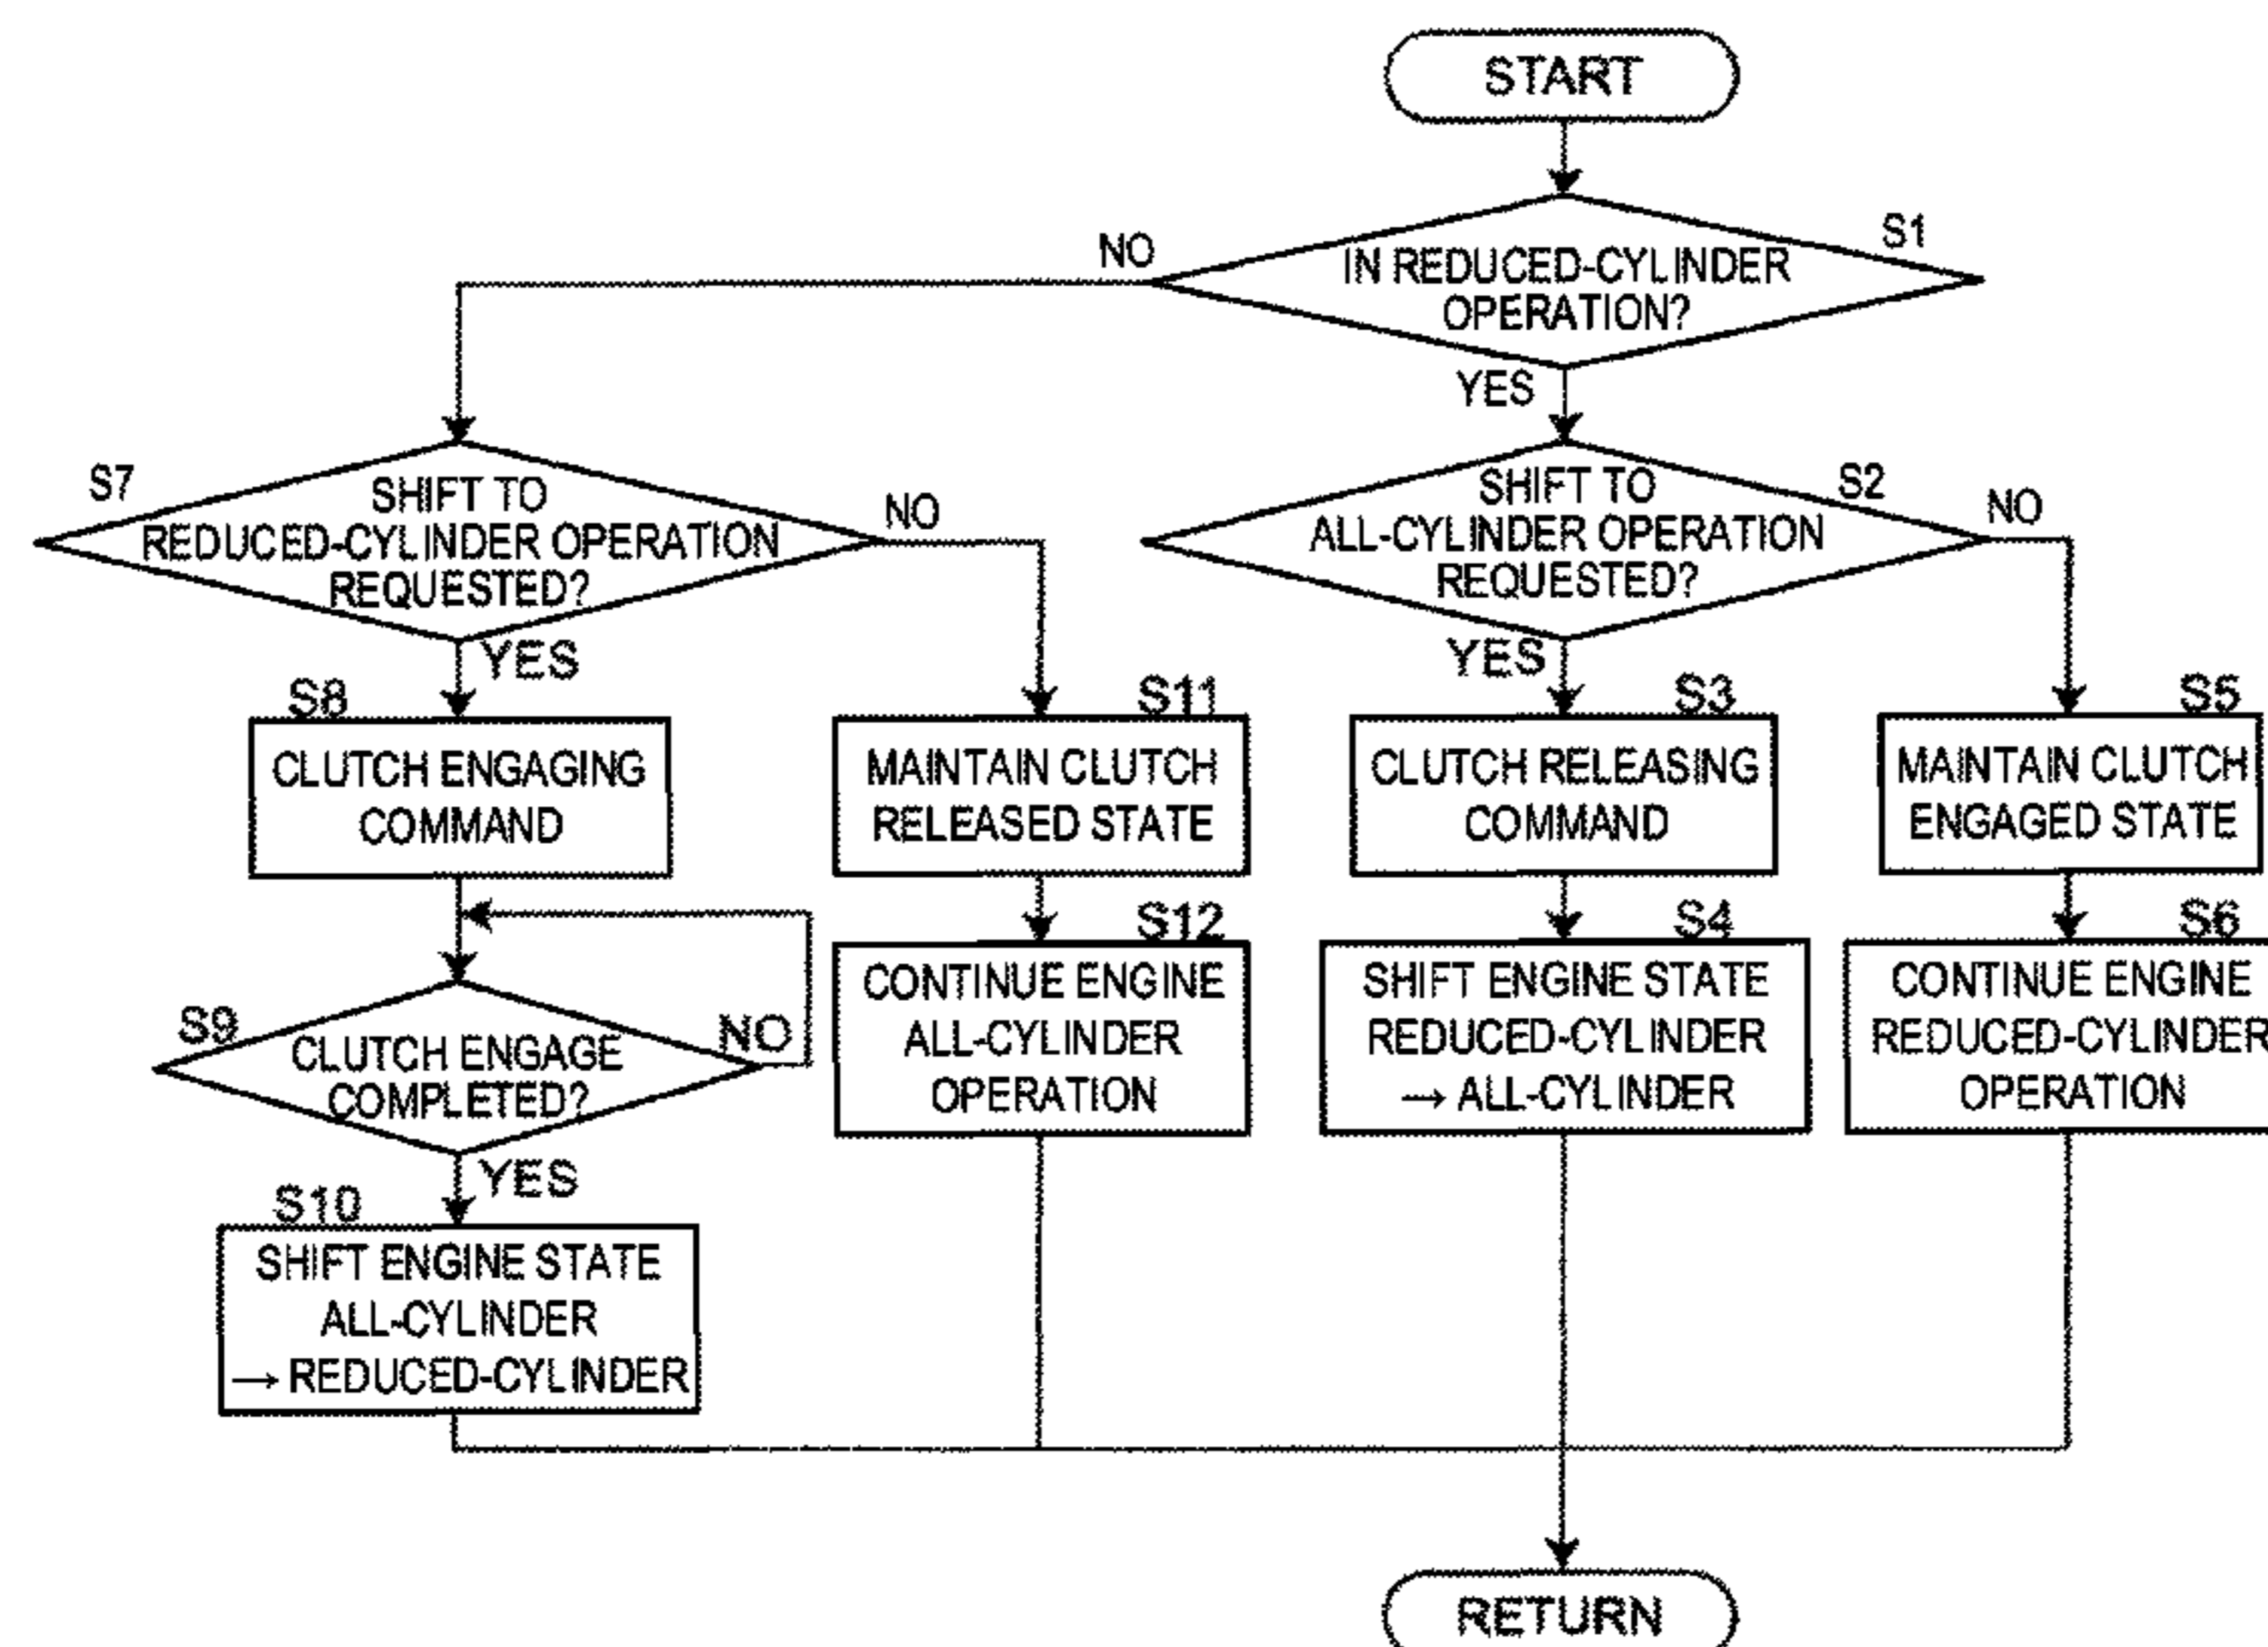 START
S1
IN REDUCED-CYLINDER
OPERATION?
NO
YES
S7
SHIFT TO
REDUCED-CYLINDER OPERATION
REQUESTED?
NO
YES
S2
SHIFT TO
ALL-CYLINDER OPERATION
REQUESTED?
NO
YES
S8
CLUTCH ENGAGING
COMMAND
S11
MAINTAIN CLUTCH
RELEASED STATE
S3
CLUTCH RELEASING
COMMAND
S5
MAINTAIN CLUTCH
ENGAGED STATE
S9
CLUTCH ENGAGE
COMPLETED?
NO
YES
S12
CONTINUE ENGINE
ALL-CYLINDER
OPERATION
S4
SHIFT ENGINE STATE
REDUCED-CYLINDER
→ ALL-CYLINDER
S6
CONTINUE ENGINE
REDUCED-CYLINDER
OPERATION
S10
SHIFT ENGINE STATE
ALL-CYLINDER
→ REDUCED-CYLINDER
RETURN